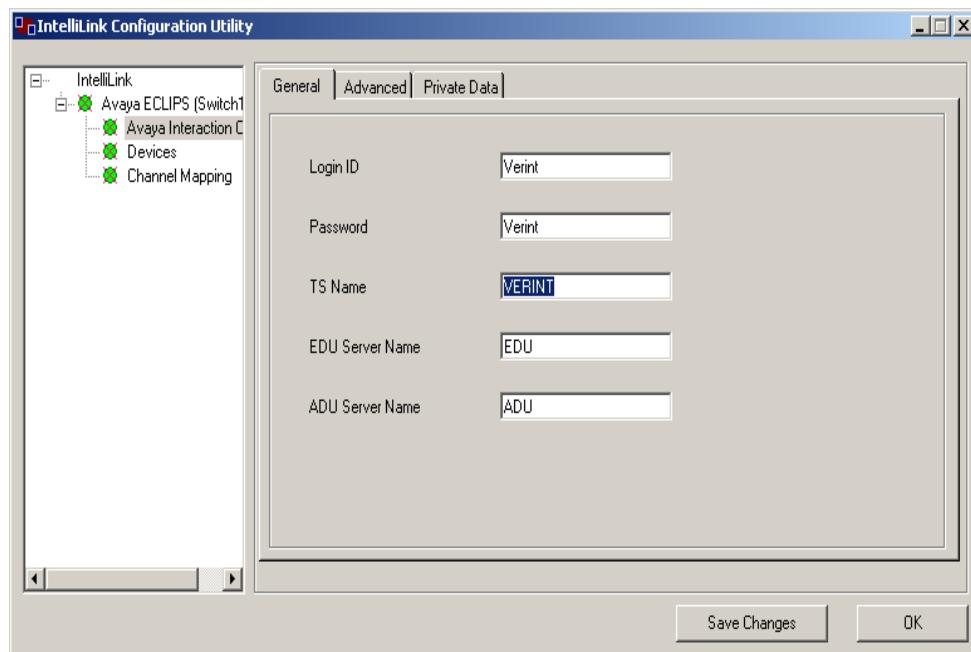 IntelliLink Configuration Utility
IntelliLink
Avaya ECLIPS (Switch1
Avaya Interaction C
Devices
Channel Mapping
General
Advanced
Private Data
Login ID
Verint
Password
Verint
TS Name
VERINT
EDU Server Name
EDU
ADU Server Name
ADU
Save Changes
OK